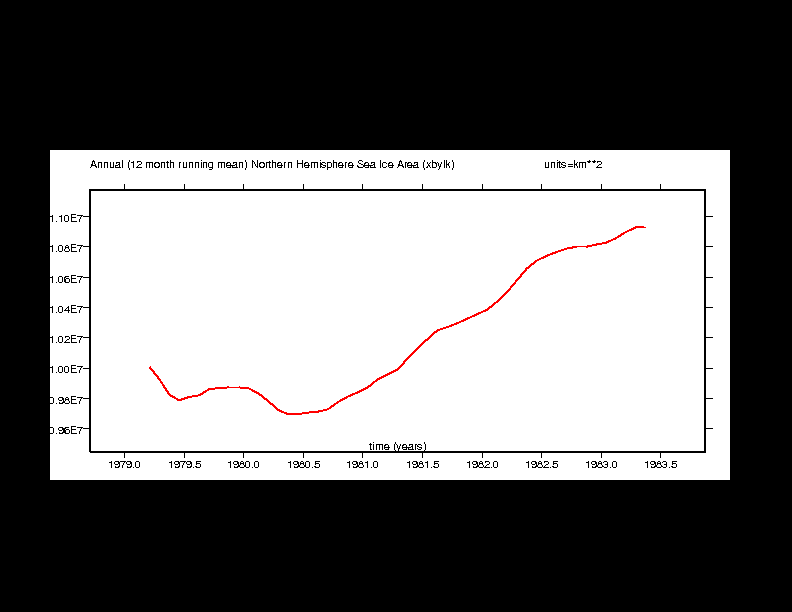 Annual (12 month running mean) Northern Hemisphere Sea Ice Area (xbylk) units=km**2
1.10E7
1.08E7
1.06E7
1.04E7
1.02E7
1.00E7
0.98E7
0.96E7
time (years)
1979.0 1979.5 1980.0 1980.5 1981.0 1981.5 1982.0 1982.5 1983.0 1983.5